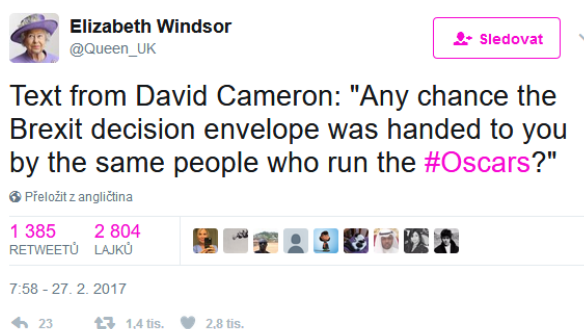 Elizabeth Windsor
@Queen_UK
Sledovat
Text from David Cameron: "Any chance the
Brexit decision envelope was handed to you
by the same people who run the #Oscars?"
Přeložit z angličtina
1 385 2 804
RETWEETŮ LAJKŮ
7:58 - 27. 2. 2017
23 1,4 tis. 2,8 tis.